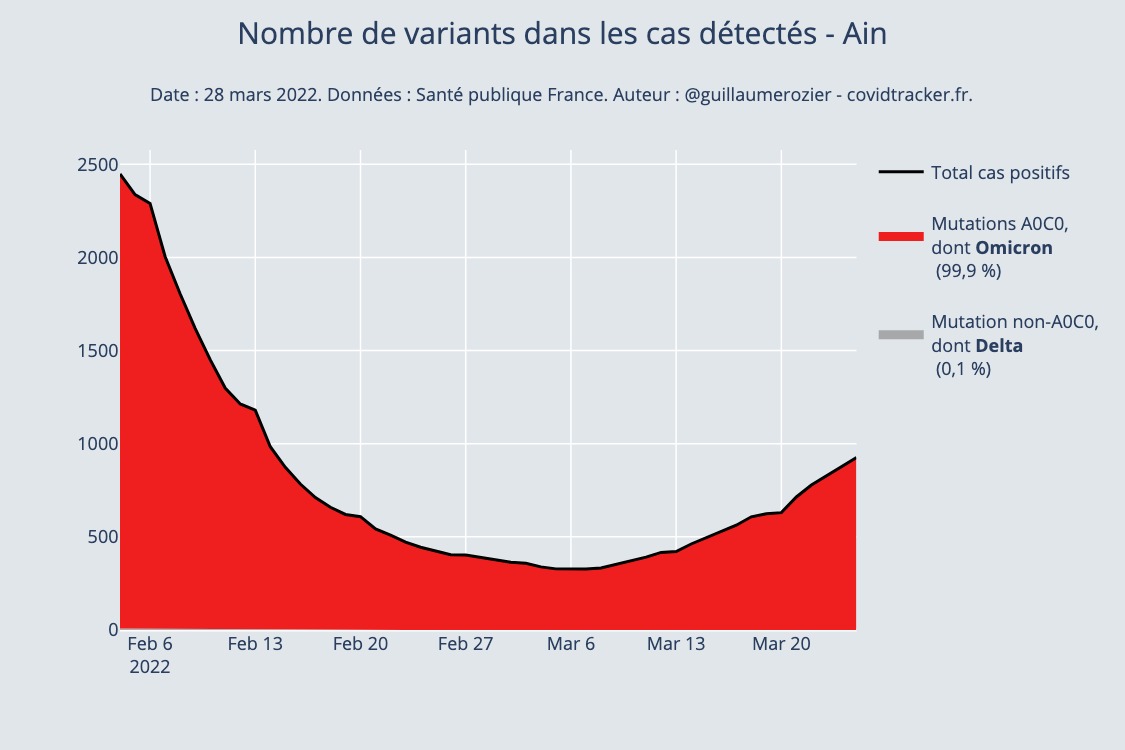 Nombre de variants dans les cas détectés - Ain
Date : 28 mars 2022. Données : Santé publique France. Auteur : @guillaumerozier - covidtracker.fr.
2500
2000
1500
1000
500
0
Feb 6
2022
Feb 13
Feb 20
Feb 27
Mar 6
Mar 13
Mar 20
Total cas positifs
Mutations A0C0,
dont Omicron
(99,9 %)
Mutation non-A0C0,
dont Delta
(0,1 %)